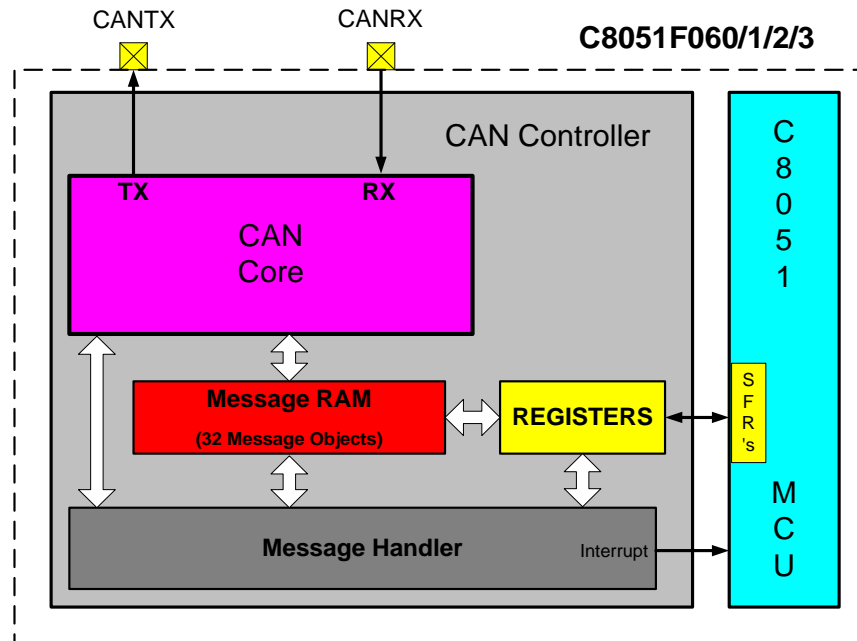 CANTX
CANRX
C8051F060/1/2/3
CAN Controller
TX
RX
CAN
Core
Message RAM
(32 Message Objects)
REGISTERS
Message Handler
Interrupt
C
8
0
5
1
S
F
R
's
M
C
U